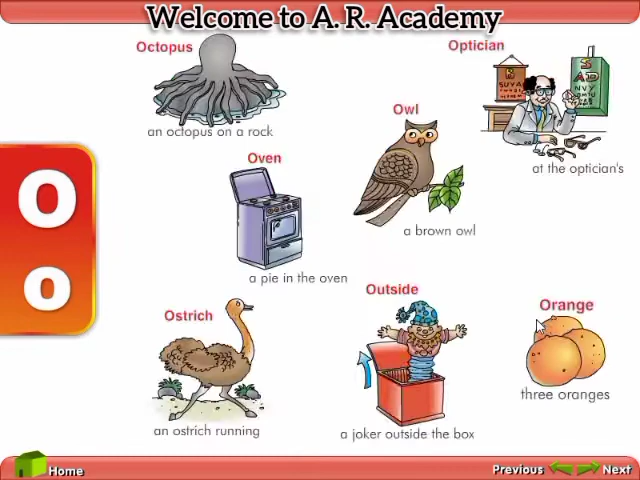 Welcome to A. R. Academy
Octopus
an octopus on a rock
Optician
at the optician's
Owl
a brown owl
Oven
a pie in the oven
O
o
Ostrich
an ostrich running
Outside
a joker outside the box
Orange
three oranges
Home
Previous
Next